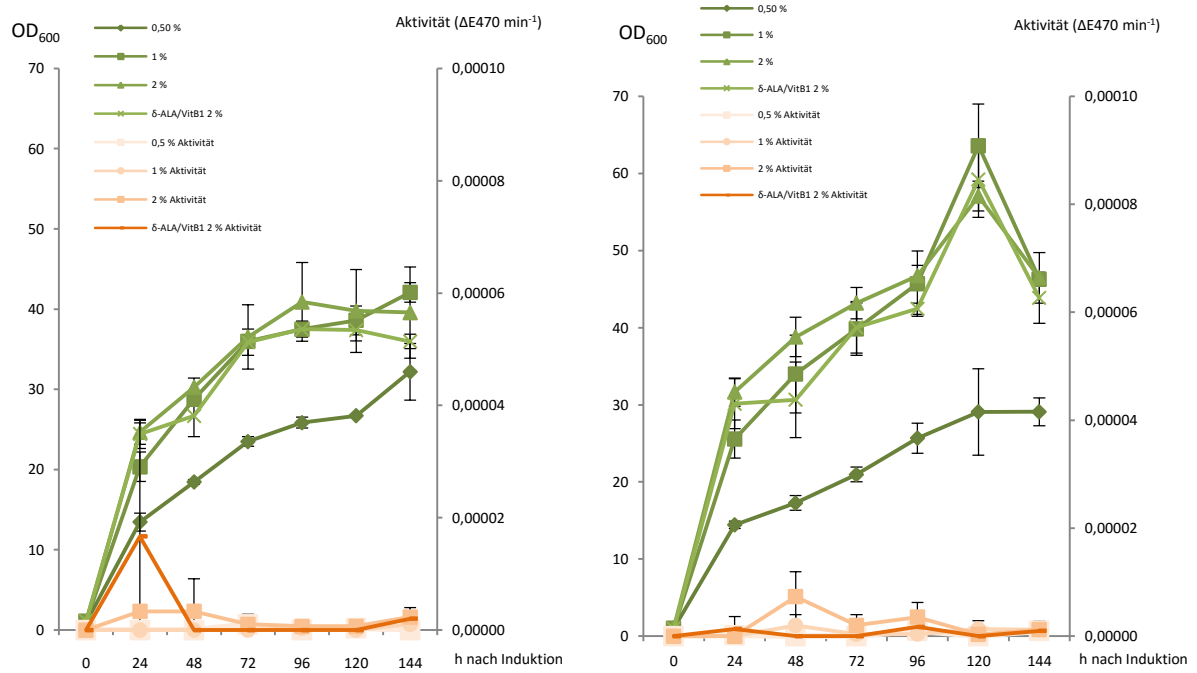 OD600
Aktivität (ΔE470 min-1)
0,50 %
1 %
2 %
δ-ALA/VitB1 2 %
0,5 % Aktivität
1 % Aktivität
2 % Aktivität
δ-ALA/VitB1 2 % Aktivität
70
60
50
40
30
20
10
0
0,00010
0,00008
0,00006
0,00004
0,00002
0,00000
0 24 48 72 96 120 144 h nach Induktion
OD600
Aktivität (ΔE470 min-1)
0,50 %
1 %
2 %
δ-ALA/VitB1 2 %
0,5 % Aktivität
1 % Aktivität
2 % Aktivität
δ-ALA/VitB1 2 % Aktivität
70
60
50
40
30
20
10
0
0,00010
0,00008
0,00006
0,00004
0,00002
0,00000
0 24 48 72 96 120 144 h nach Induktion